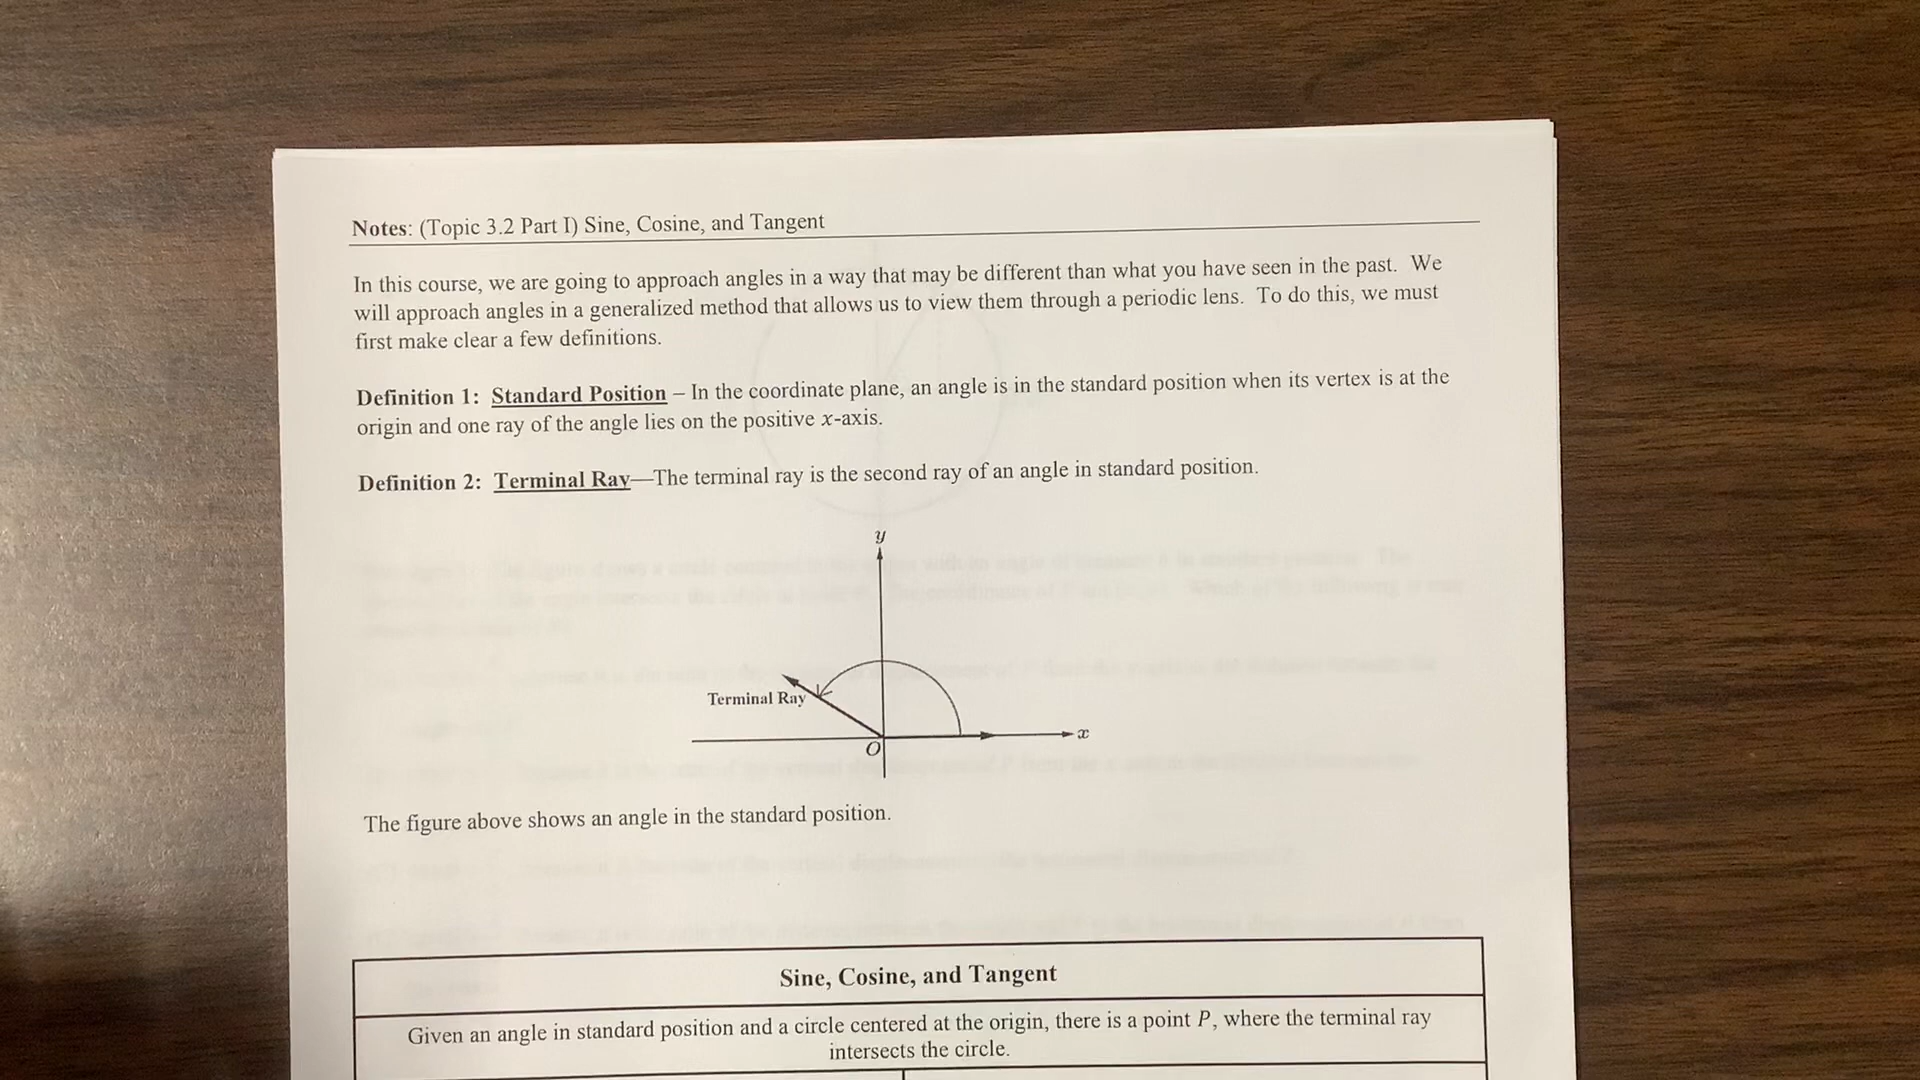 Notes: (Topic 3.2 Part I) Sine, Cosine, and Tangent
In this course, we are going to approach angles in a way that may be different than what you have seen in the past. We
will approach angles in a generalized method that allows us to view them through a periodic lens. To do this, we must
first make clear a few definitions.
Definition 1: Standard Position – In the coordinate plane, an angle is in the standard position when its vertex is at the
origin and one ray of the angle lies on the positive x-axis.
Definition 2: Terminal Ray—The terminal ray is the second ray of an angle in standard position.
y
Terminal Ray
x
O
The figure above shows an angle in the standard position.
Sine, Cosine, and Tangent
Given an angle in standard position and a circle centered at the origin, there is a point P, where the terminal ray
intersects the circle.